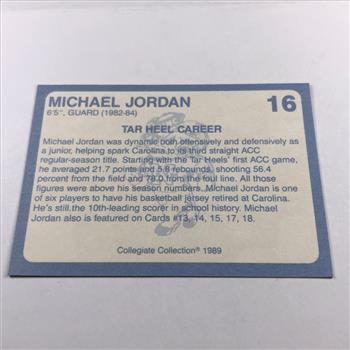 MICHAEL JORDAN 16
6'5", GUARD (1982-84)
TAR HEEL CAREER
Michael Jordan was dynamic both offensively and defensively as
a junior, helping spark Carolina to its third straight ACC
regular-season title. Starting with the Tar Heels' first ACC game,
he averaged 21.7 points and 5.8 rebounds, shooting 56.4
percent from the field and 78.0 from the foul line. All those
figures were above his season numbers. Michael Jordan is one
of six players to have his basketball jersey retired at Carolina.
He's still the 10th-leading scorer in school history. Michael
Jordan also is featured on Cards #13, 14, 15, 17, 18.
Collegiate Collection® 1989